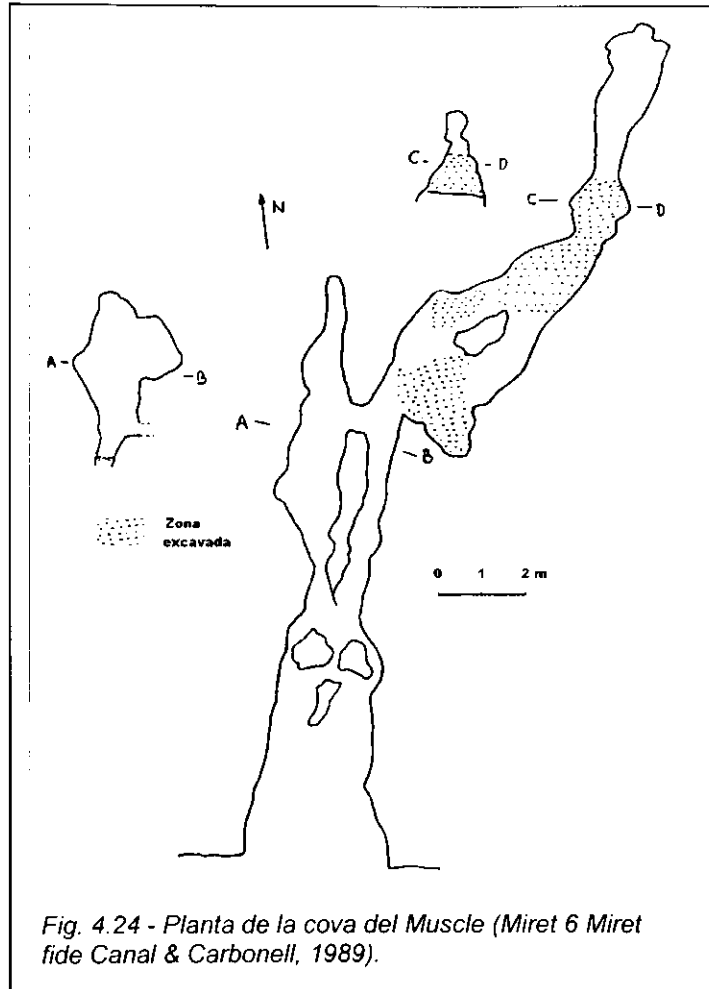 C
D
N
C
D
A
B
A
B
Zona
excavada
0 1 2 m
Fig. 4.24 - Planta de la cova del Muscle (Miret 6 Miret
fide Canal & Carbonell, 1989).